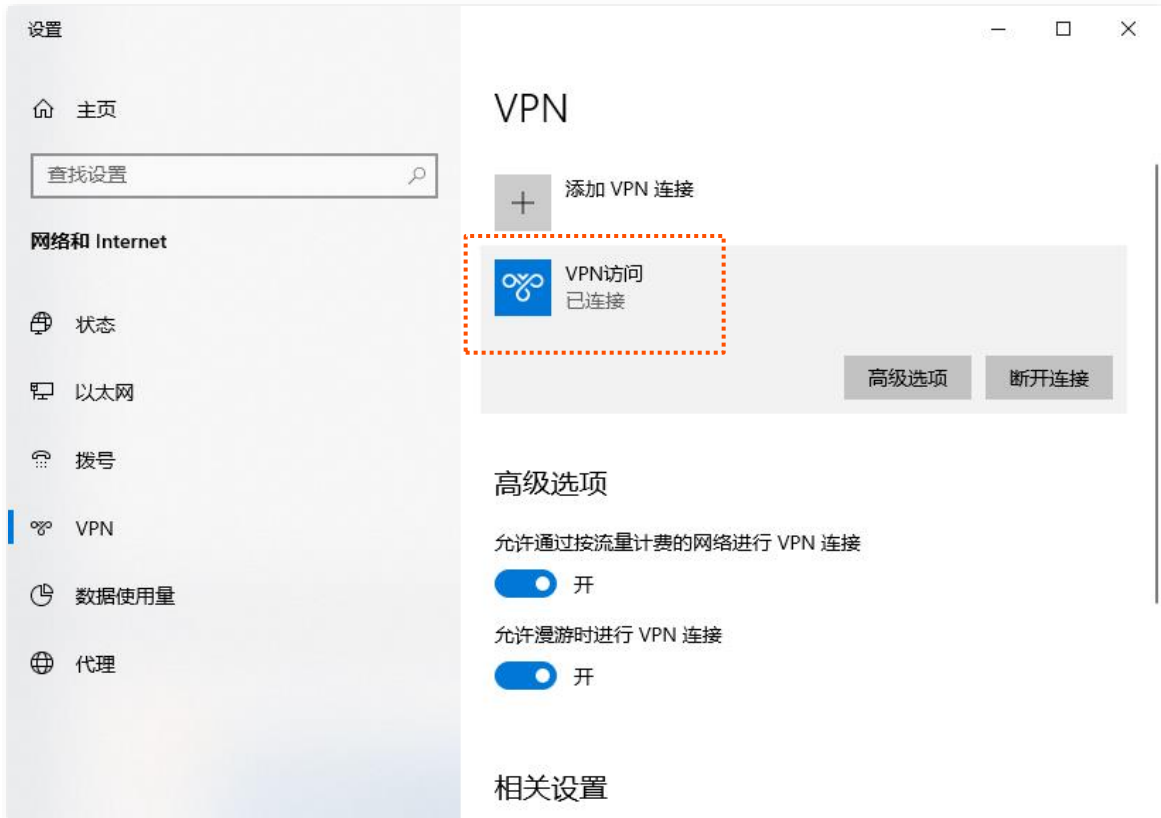 设置
主页
查找设置
网络和 Internet
状态
以太网
拨号
VPN
数据使用量
代理
VPN
添加 VPN 连接
VPN访问
已连接
高级选项
断开连接
高级选项
允许通过按流量计费的网络进行 VPN 连接
开
允许漫游时进行 VPN 连接
开
相关设置